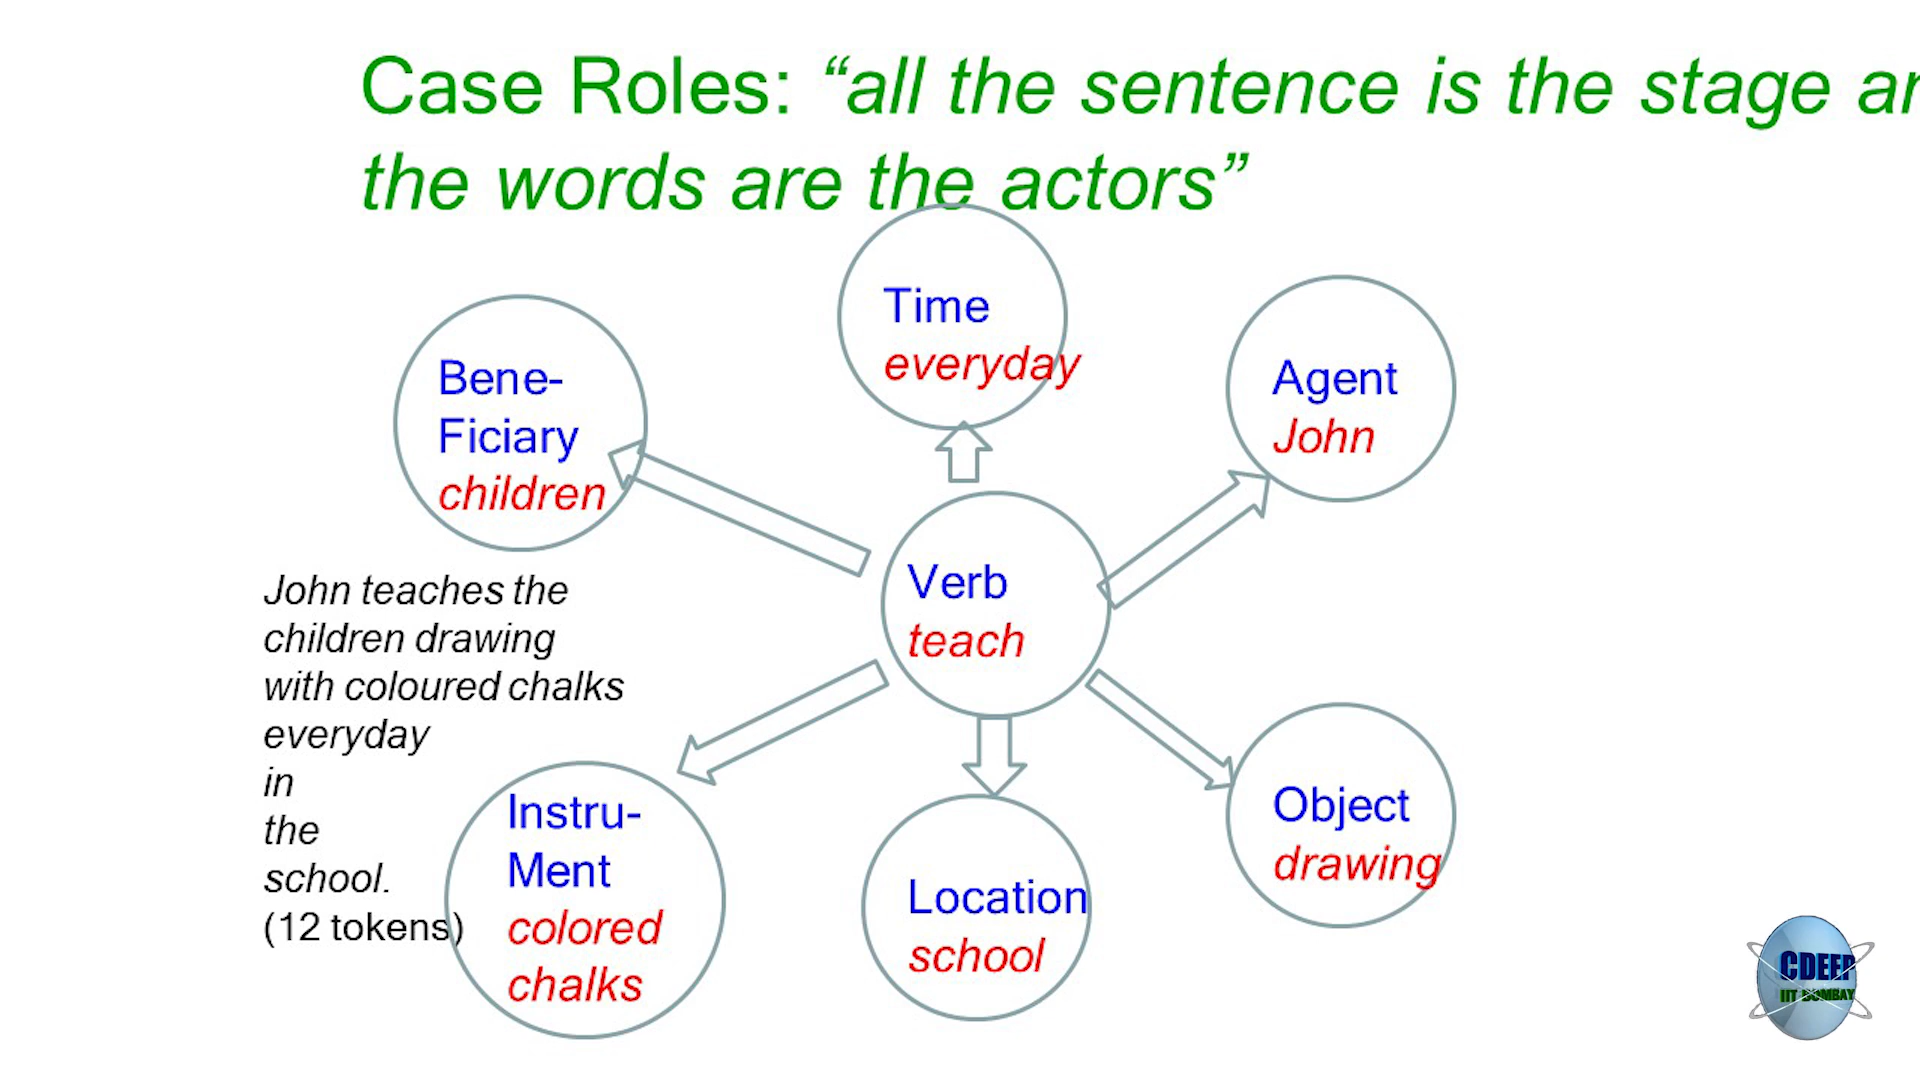 Case Roles: “all the sentence is the stage
the words are the actors”
Time
everyday
Bene-
Ficiary
children
Agent
John
Verb
teach
John teaches the
children drawing
with coloured chalks
everyday
in
the
school.
(12 tokens)
Instru-
Ment
colored
chalks
Location
school
Object
drawing
CDEEP
IIT BOMBAY